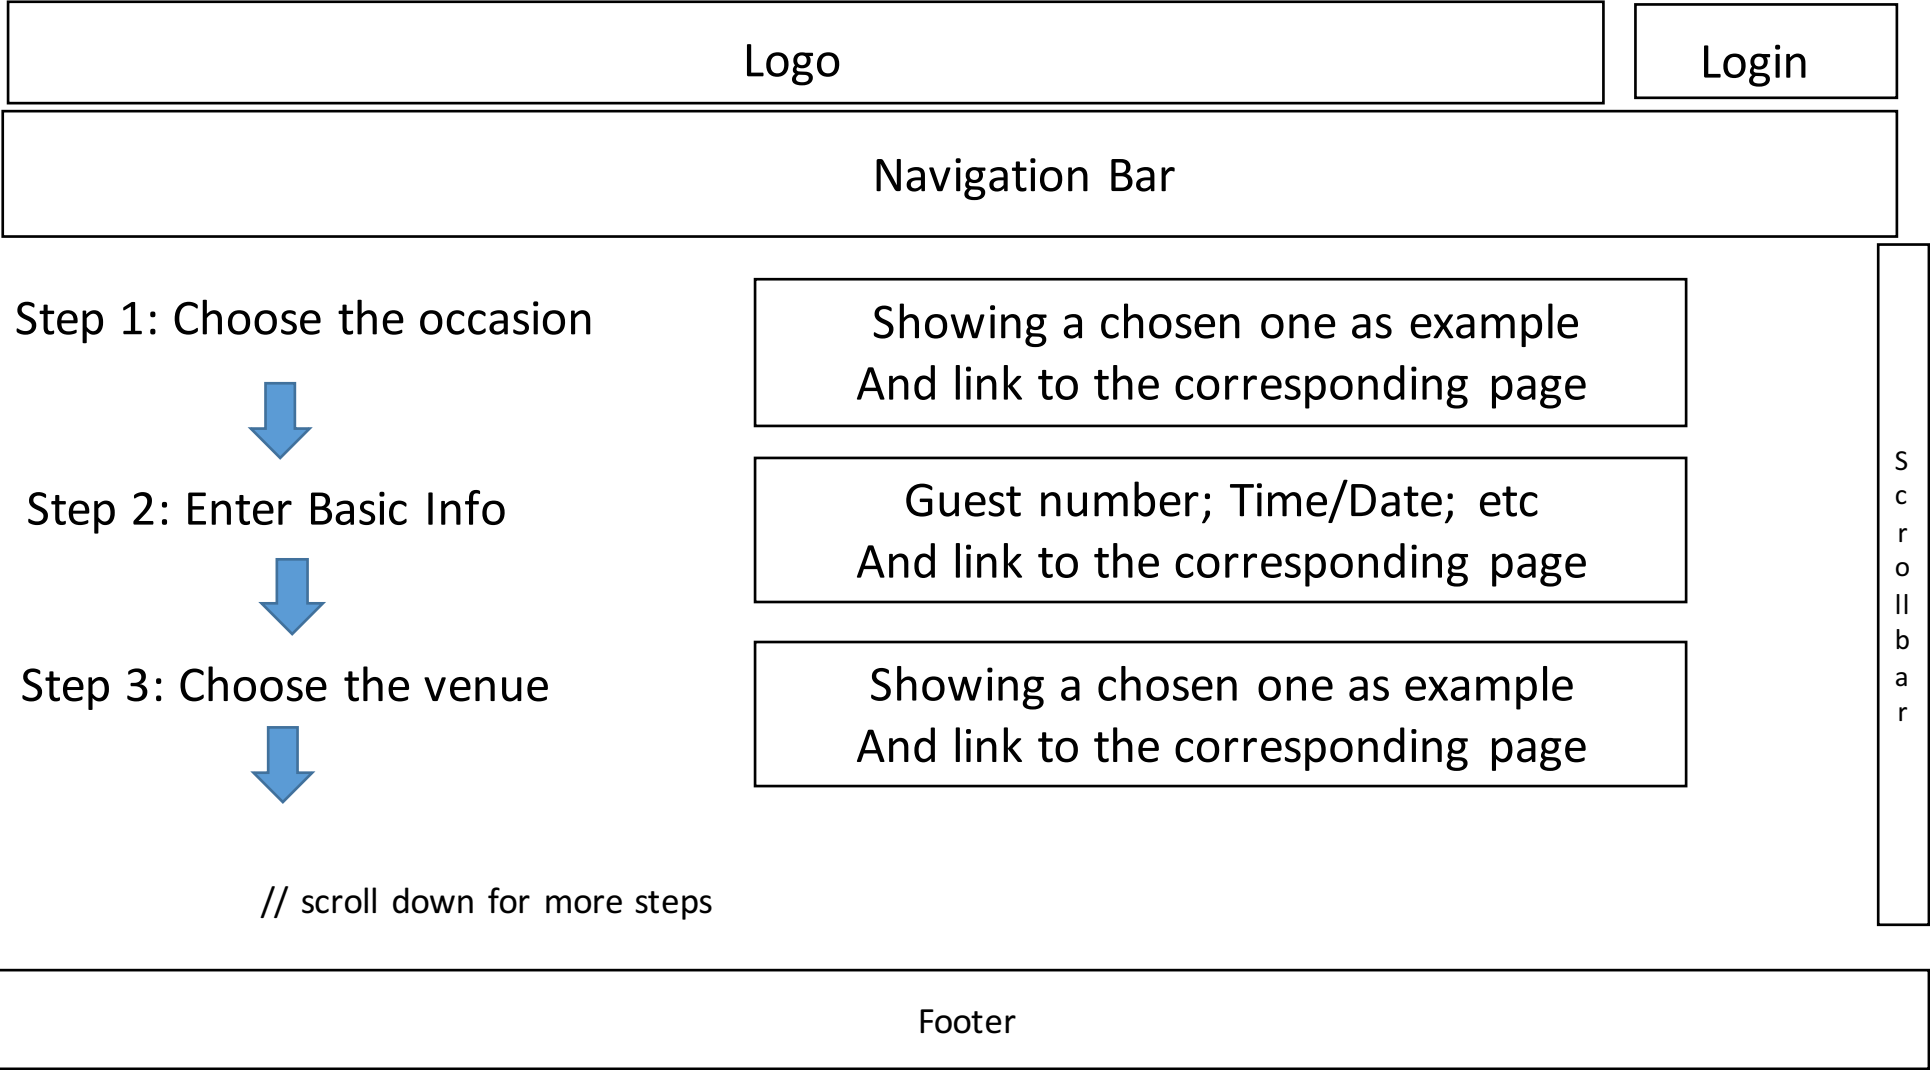 Logo
Login
Navigation Bar
Step 1: Choose the occasion
Showing a chosen one as example
And link to the corresponding page
Step 2: Enter Basic Info
Guest number; Time/Date; etc
And link to the corresponding page
Step 3: Choose the venue
Showing a chosen one as example
And link to the corresponding page
Scrollbar
// scroll down for more steps
Footer